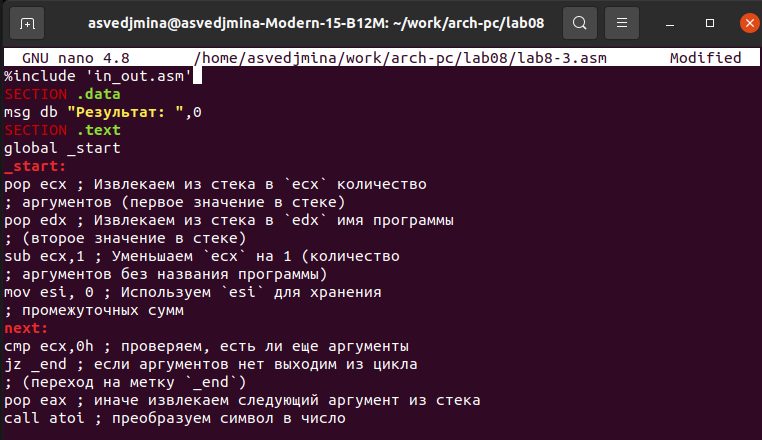 asvedjmina@asvedjmina-Modern-15-B12M: ~/work/arch-pc/lab08
GNU nano 4.8 /home/asvedjmina/work/arch-pc/lab08/lab8-3.asm Modified
%include 'in_out.asm'
SECTION .data
msg db "Результат: ",0
SECTION .text
global _start
_start:
pop ecx ; Извлекаем из стека в `ecx` количество
; аргументов (первое значение в стеке)
pop edx ; Извлекаем из стека в `edx` имя программы
; (второе значение в стеке)
sub ecx,1 ; Уменьшаем `ecx` на 1 (количество
; аргументов без названия программы)
mov esi, 0 ; Используем `esi` для хранения
; промежуточных сумм
next:
cmp ecx,0h ; проверяем, есть ли еще аргументы
jz _end ; если аргументов нет выходим из цикла
; (переход на метку `_end`)
pop eax ; иначе извлекаем следующий аргумент из стека
call atoi ; преобразуем символ в число